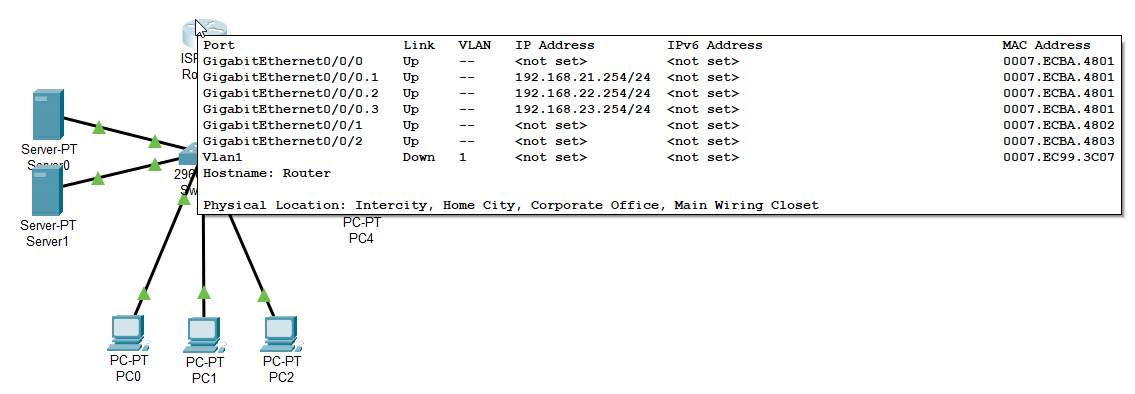 Port Link VLAN IP Address IPv6 Address MAC Address
GigabitEthernet0/0/0 Up -- <not set> <not set> 0007.ECBA.4801
GigabitEthernet0/0/0.1 Up -- 192.168.21.254/24 <not set> 0007.ECBA.4801
GigabitEthernet0/0/0.2 Up -- 192.168.22.254/24 <not set> 0007.ECBA.4801
GigabitEthernet0/0/0.3 Up -- 192.168.23.254/24 <not set> 0007.ECBA.4801
GigabitEthernet0/0/1 Up -- <not set> <not set> 0007.ECBA.4802
GigabitEthernet0/0/2 Up -- <not set> <not set> 0007.ECBA.4803
Vlan1 Down 1 <not set> <not set> 0007.EC99.3C07
Hostname: Router
Physical Location: Intercity, Home City, Corporate Office, Main Wiring Closet
Server-PT
Server0
Server-PT
Server1
PC-PT
PC4
PC-PT
PC0
PC-PT
PC1
PC-PT
PC2